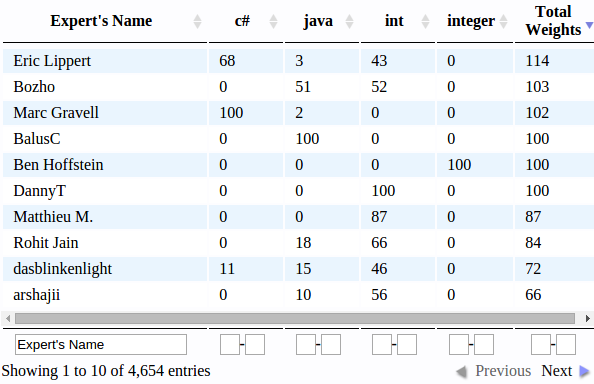 Expert's Name c# java int integer Total Weights
Eric Lippert 68 3 43 0 114
Bozho 0 51 52 0 103
Marc Gravell 100 2 0 0 102
BalusC 0 100 0 0 100
Ben Hoffstein 0 0 0 100 100
DannyT 0 0 100 0 100
Matthieu M. 0 0 87 0 87
Rohit Jain 0 18 66 0 84
dasblinkenlight 11 15 46 0 72
arshajii 0 10 56 0 66
Expert's Name - - - - -
Showing 1 to 10 of 4,654 entries Previous Next